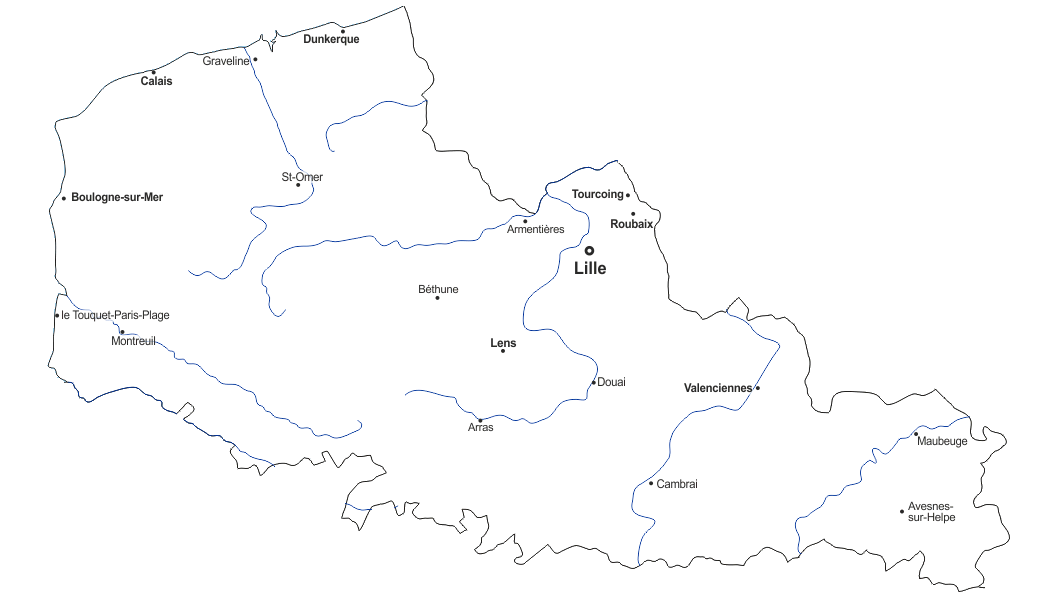 Dunkerque
Graveline
Calais
St-Omer
Boulogne-sur-Mer
Tourcoing
Roubaix
Armentières
Lille
Béthune
le Touquet-Paris-Plage
Montreuil
Lens
Douai
Valenciennes
Arras
Maubeuge
Cambrai
Avesnes-
sur-Helpe